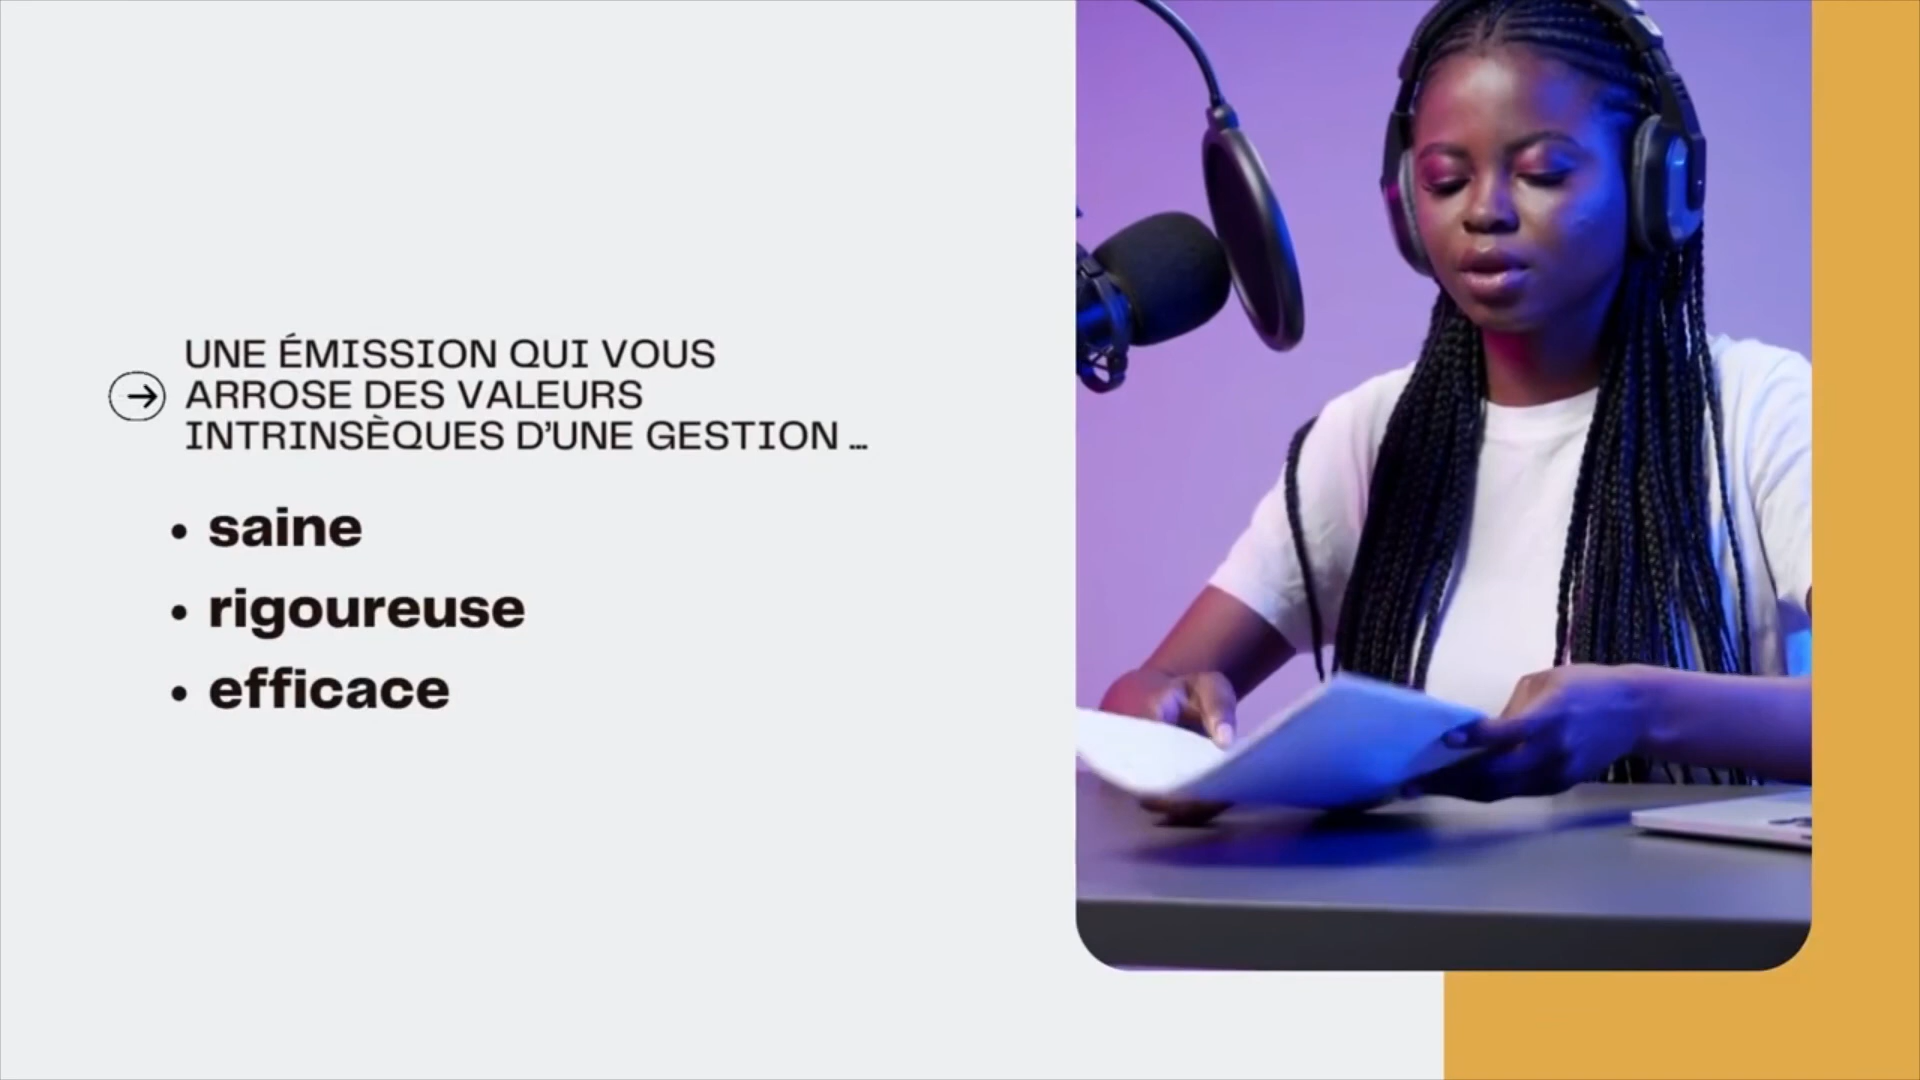 UNE ÉMISSION QUI VOUS
ARROSE DES VALEURS
INTRINSÈQUES D’UNE GESTION ...
• saine
• rigoureuse
• efficace